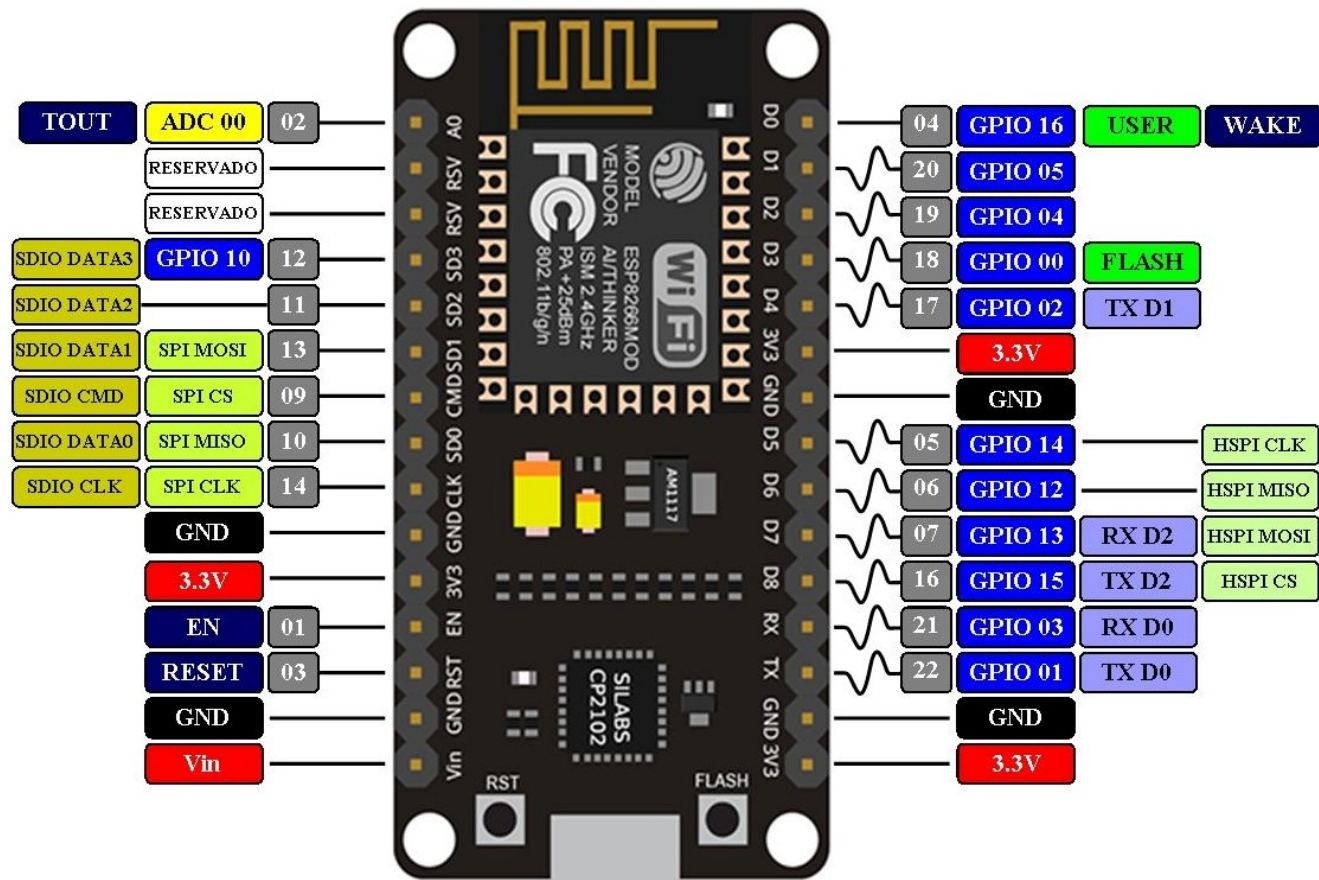 TOUT ADC 00 02 A0
RESERVADO RSV
RESERVADO RSV
SDIO DATA3 GPIO 10 12 SD3
SDIO DATA2 11 SD2
SDIO DATA1 SPI MOSI 13 SD1
SDIO CMD SPI CS 09 CMD
SDIO DATA0 SPI MISO 10 SD0
SDIO CLK SPI CLK 14 CLK
GND GND
3.3V 3V3
EN 01 EN
RESET 03 RST
GND GND
Vin Vin
MODEL
VENDOR
FC
ESP8266MOD
AI/THINKER
ISM 2.4GHz
PA +25dBm
802.11b/g/n
Wi Fi
AM1117
SILABS
CP2102
RST
FLASH
D0 04 GPIO 16 USER WAKE
D1 20 GPIO 05
D2 19 GPIO 04
D3 18 GPIO 00 FLASH
D4 17 GPIO 02 TX D1
3V3 3.3V
GND GND
D5 05 GPIO 14 HSPI CLK
D6 06 GPIO 12 HSPI MISO
D7 07 GPIO 13 RX D2 HSPI MOSI
D8 16 GPIO 15 TX D2 HSPI CS
RX 21 GPIO 03 RX D0
TX 22 GPIO 01 TX D0
GND GND
3V3 3.3V